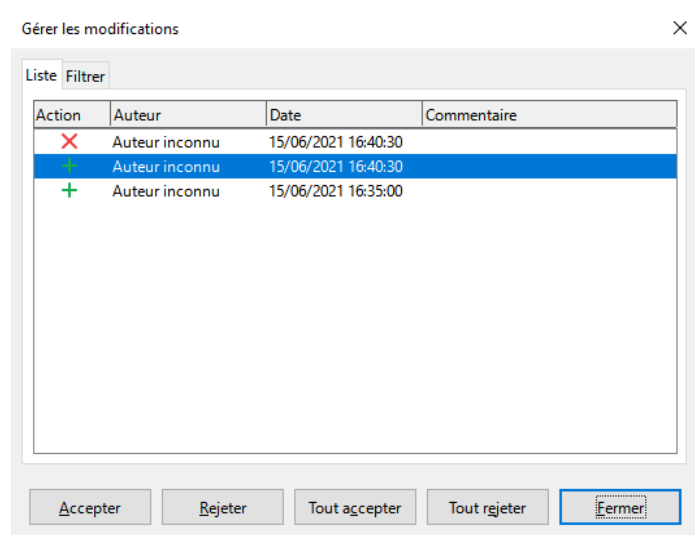 Gérer les modifications
Liste Filtrer
Action Auteur Date Commentaire
Auteur inconnu 15/06/2021 16:40:30
Auteur inconnu 15/06/2021 16:40:30
Auteur inconnu 15/06/2021 16:35:00
Accepter Rejeter Tout accepter Tout rejeter Fermer